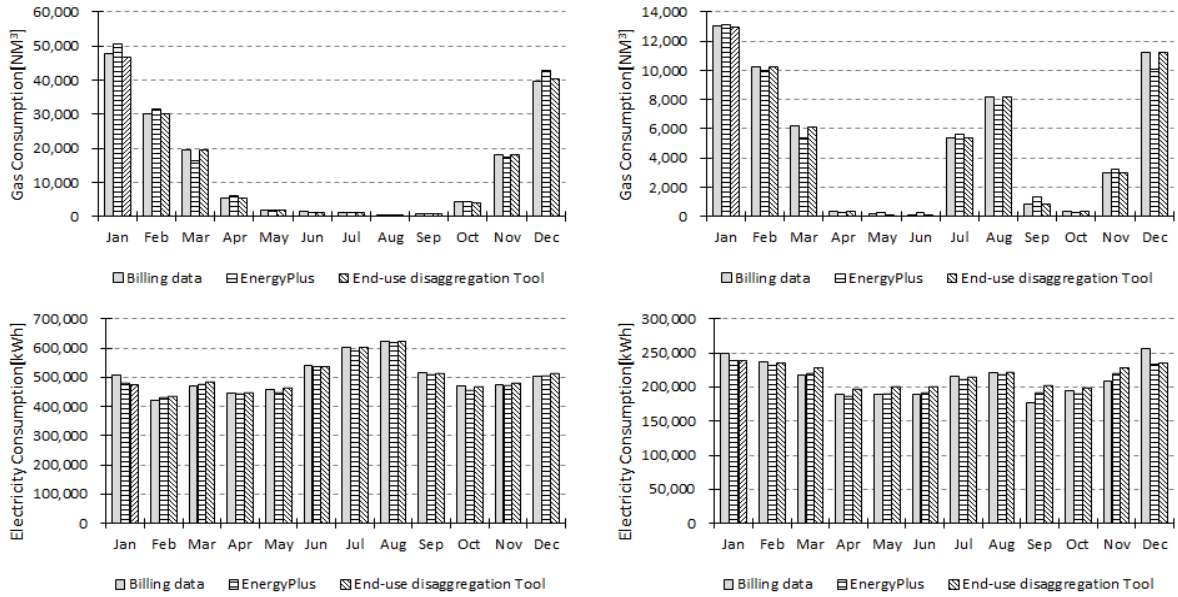 Gas Consumption[NM³]
60,000
50,000
40,000
30,000
20,000
10,000
0
Jan Feb Mar Apr May Jun Jul Aug Sep Oct Nov Dec
Billing data EnergyPlus End-use disaggregation Tool
Gas Consumption[NM³]
14,000
12,000
10,000
8,000
6,000
4,000
2,000
0
Jan Feb Mar Apr May Jun Jul Aug Sep Oct Nov Dec
Billing data EnergyPlus End-use disaggregation Tool
Electricity Consumption[kWh]
700,000
600,000
500,000
400,000
300,000
200,000
100,000
0
Jan Feb Mar Apr May Jun Jul Aug Sep Oct Nov Dec
Billing data EnergyPlus End-use disaggregation Tool
Electricity Consumption[kWh]
300,000
250,000
200,000
150,000
100,000
50,000
0
Jan Feb Mar Apr May Jun Jul Aug Sep Oct Nov Dec
Billing data EnergyPlus End-use disaggregation Tool